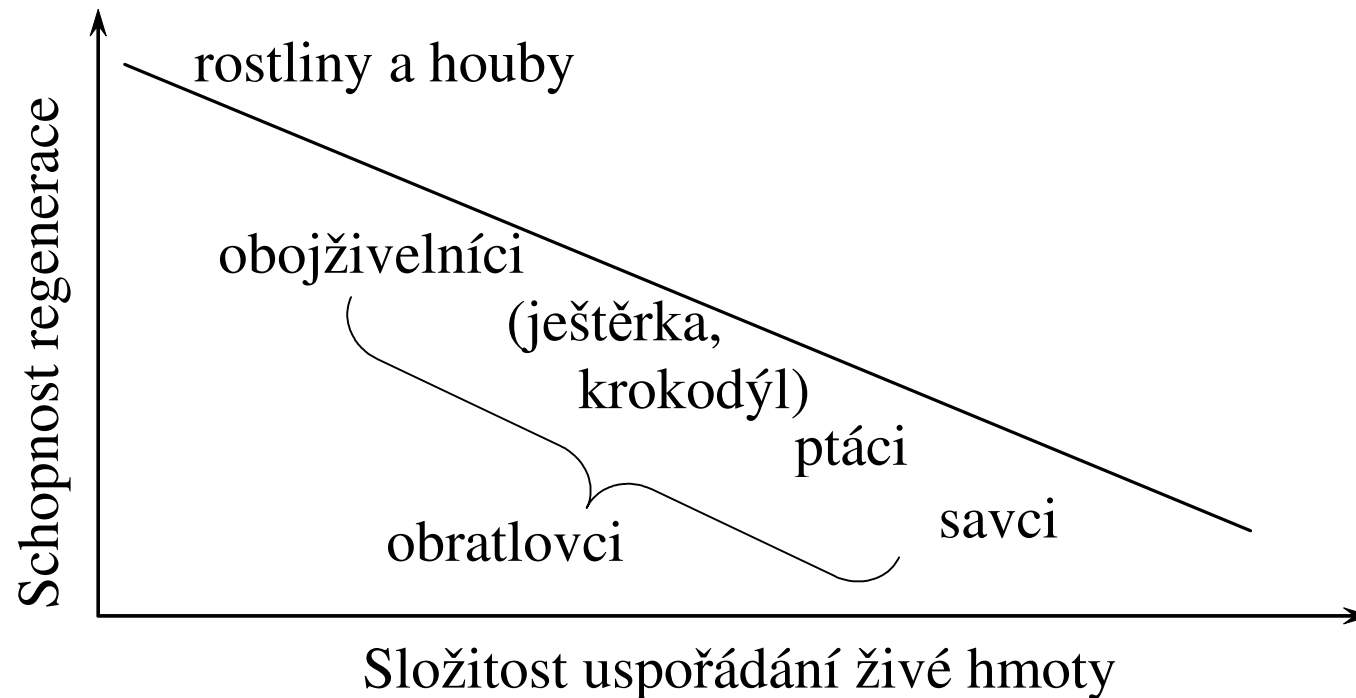 rostliny a houby
Schopnost regenerace
obojživelníci
(ještěrka,
krokodýl)
ptáci
savci
obratlovci
Složitost uspořádání živé hmoty